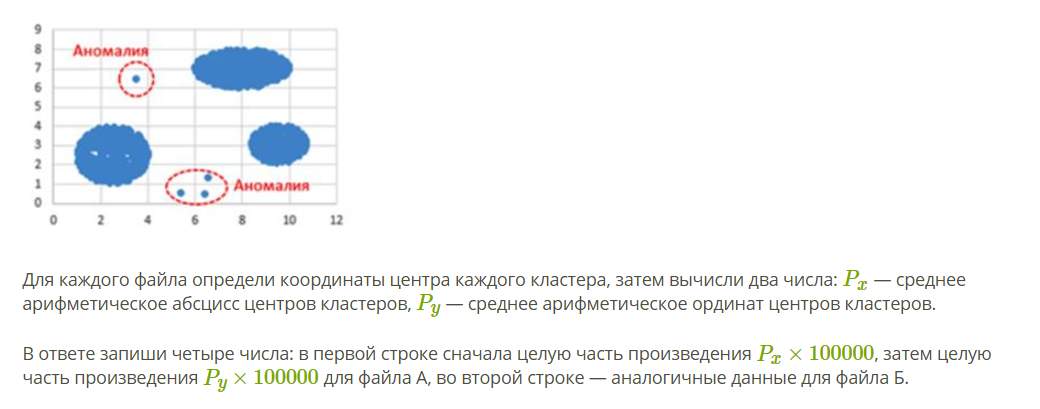 9
Аномалия
8
7
6
5
4
3
2
Аномалия
1
0
0 2 4 6 8 10 12
Для каждого файла определи координаты центра каждого кластера, затем вычисли два числа: Px — среднее
арифметическое абсцисс центров кластеров, Py — среднее арифметическое ординат центров кластеров.
В ответе запиши четыре числа: в первой строке сначала целую часть произведения Px × 100000, затем целую
часть произведения Py × 100000 для файла А, во второй строке — аналогичные данные для файла Б.